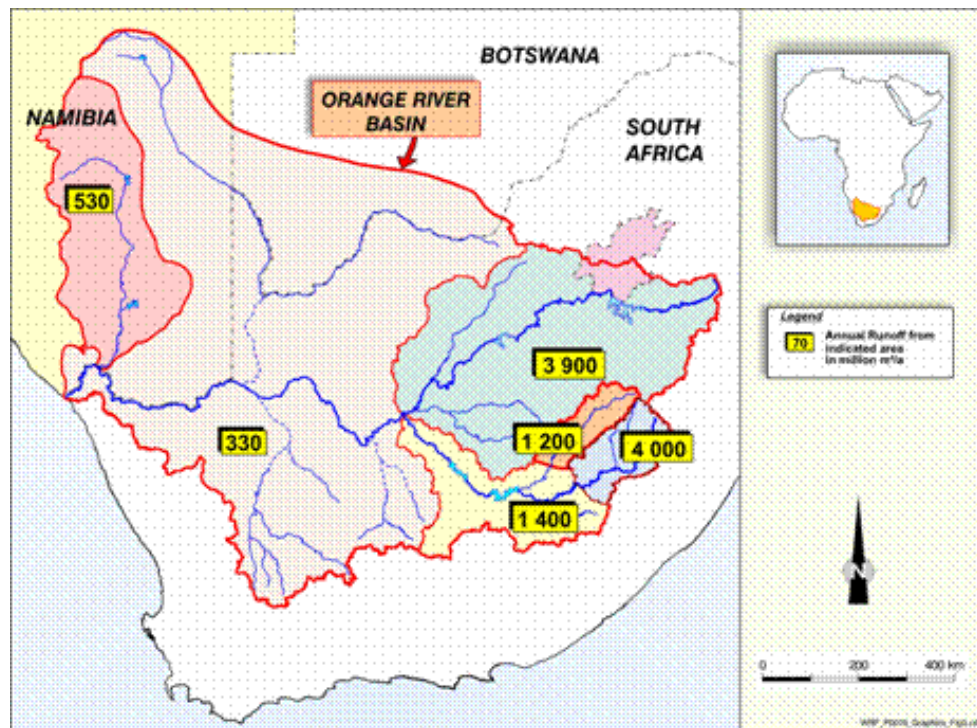 BOTSWANA
ORANGE RIVER
BASIN
NAMIBIA
SOUTH
AFRICA
530
Legend
70
Annual Runoff from
indicated area
in million m³/a
3 900
330
1 200
4 000
1 400
N
0 200 400 km